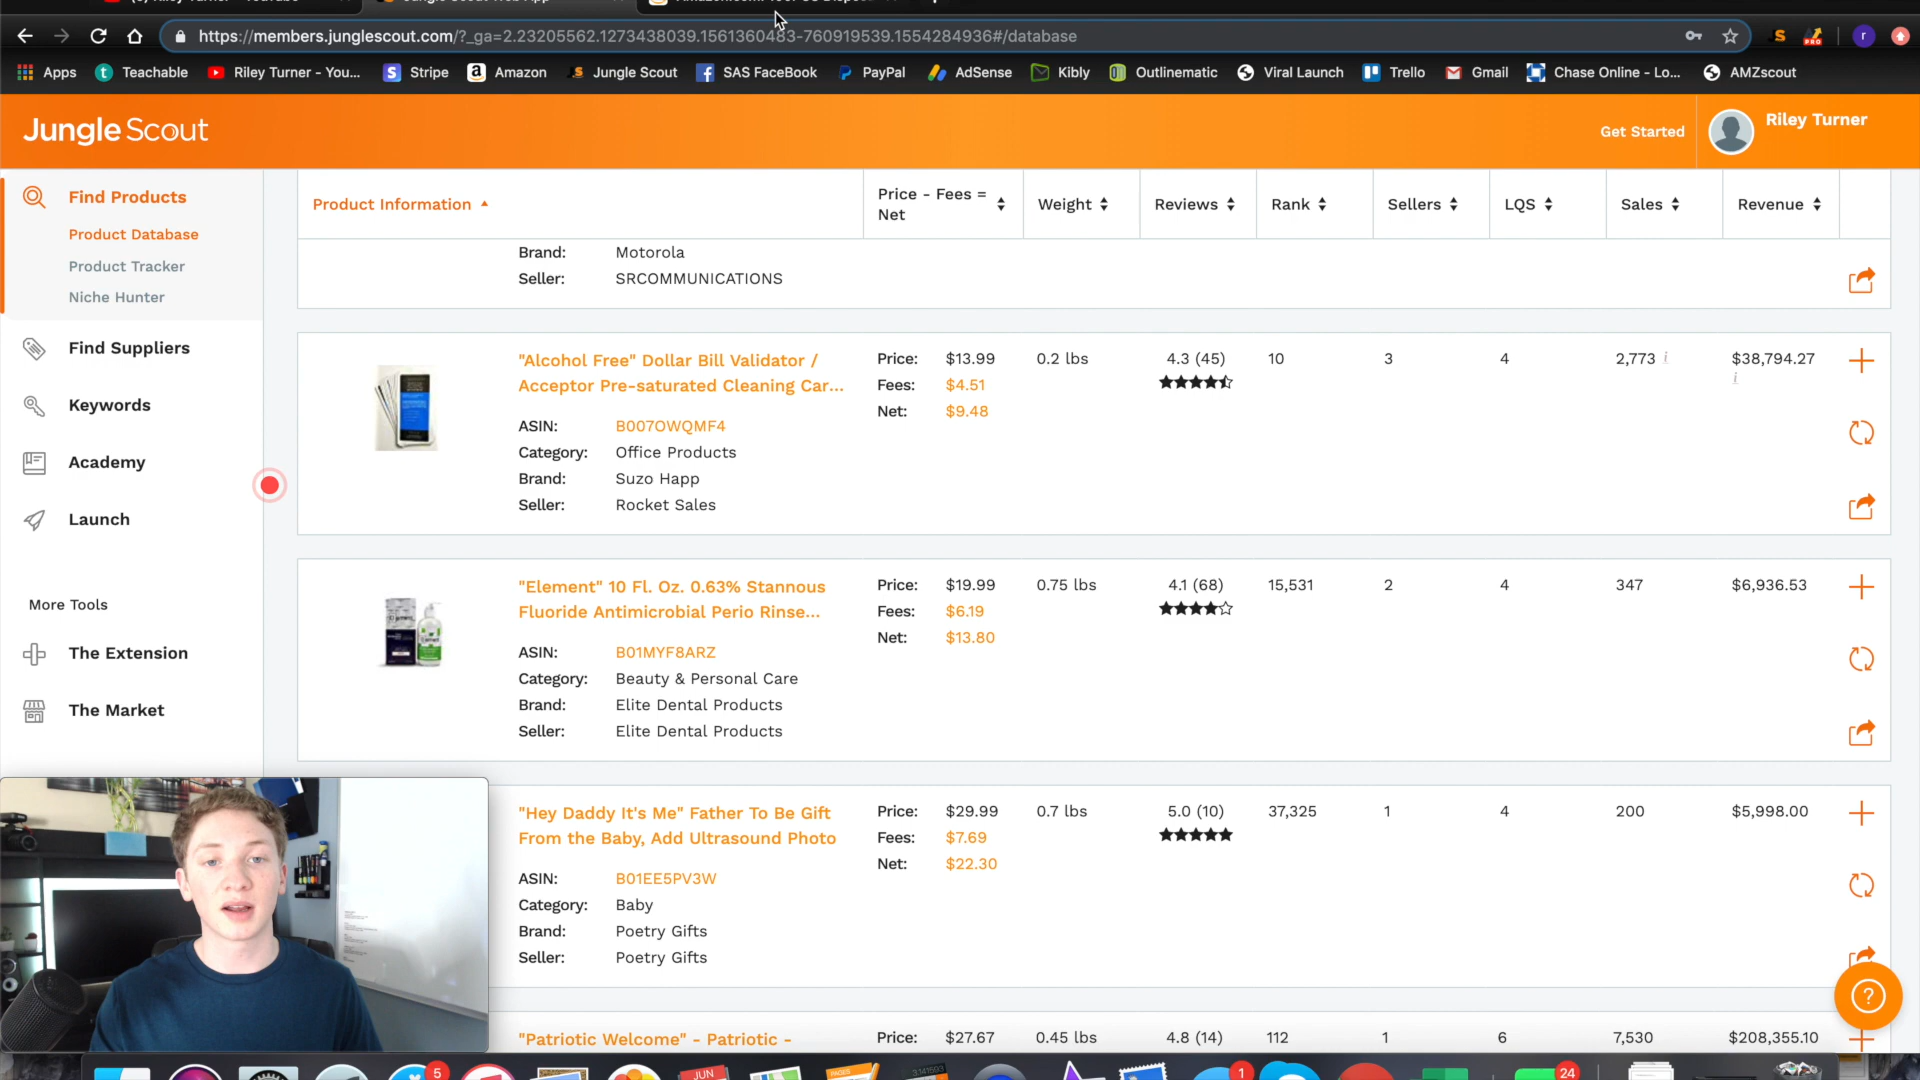 https://members.junglescout.com/?_ga=2.23205562.1273438039.1561360483-760919539.1554284936#/database
Apps Teachable Riley Turner - You... Stripe Amazon Jungle Scout SAS FaceBook PayPal AdSense Kibly Outlinematic Viral Launch Trello Gmail Chase Online - Lo... AMZscout
Jungle Scout
Get Started Riley Turner
Find Products
Product Database
Product Tracker
Niche Hunter
Find Suppliers
Keywords
Academy
Launch
More Tools
The Extension
The Market
Product Information Price - Fees = Net Weight Reviews Rank Sellers LQS Sales Revenue
Brand: Motorola
Seller: SRCOMMUNICATIONS
"Alcohol Free" Dollar Bill Validator /
Acceptor Pre-saturated Cleaning Car...
ASIN: B007OWQMF4
Category: Office Products
Brand: Suzo Happ
Seller: Rocket Sales
Price: $13.99 0.2 lbs 4.3 (45) 10 3 4 2,773 $38,794.27
Fees: $4.51
Net: $9.48
"Element" 10 Fl. Oz. 0.63% Stannous
Fluoride Antimicrobial Perio Rinse...
ASIN: B01MYF8ARZ
Category: Beauty & Personal Care
Brand: Elite Dental Products
Seller: Elite Dental Products
Price: $19.99 0.75 lbs 4.1 (68) 15,531 2 4 347 $6,936.53
Fees: $6.19
Net: $13.80
"Hey Daddy It's Me" Father To Be Gift
From the Baby, Add Ultrasound Photo
ASIN: B01EE5PV3W
Category: Baby
Brand: Poetry Gifts
Seller: Poetry Gifts
Price: $29.99 0.7 lbs 5.0 (10) 37,325 1 4 200 $5,998.00
Fees: $7.69
Net: $22.30
"Patriotic Welcome" - Patriotic -
Price: $27.67 0.45 lbs 4.8 (14) 112 1 6 7,530 $208,355.10
5 JUN PAGES 1 24